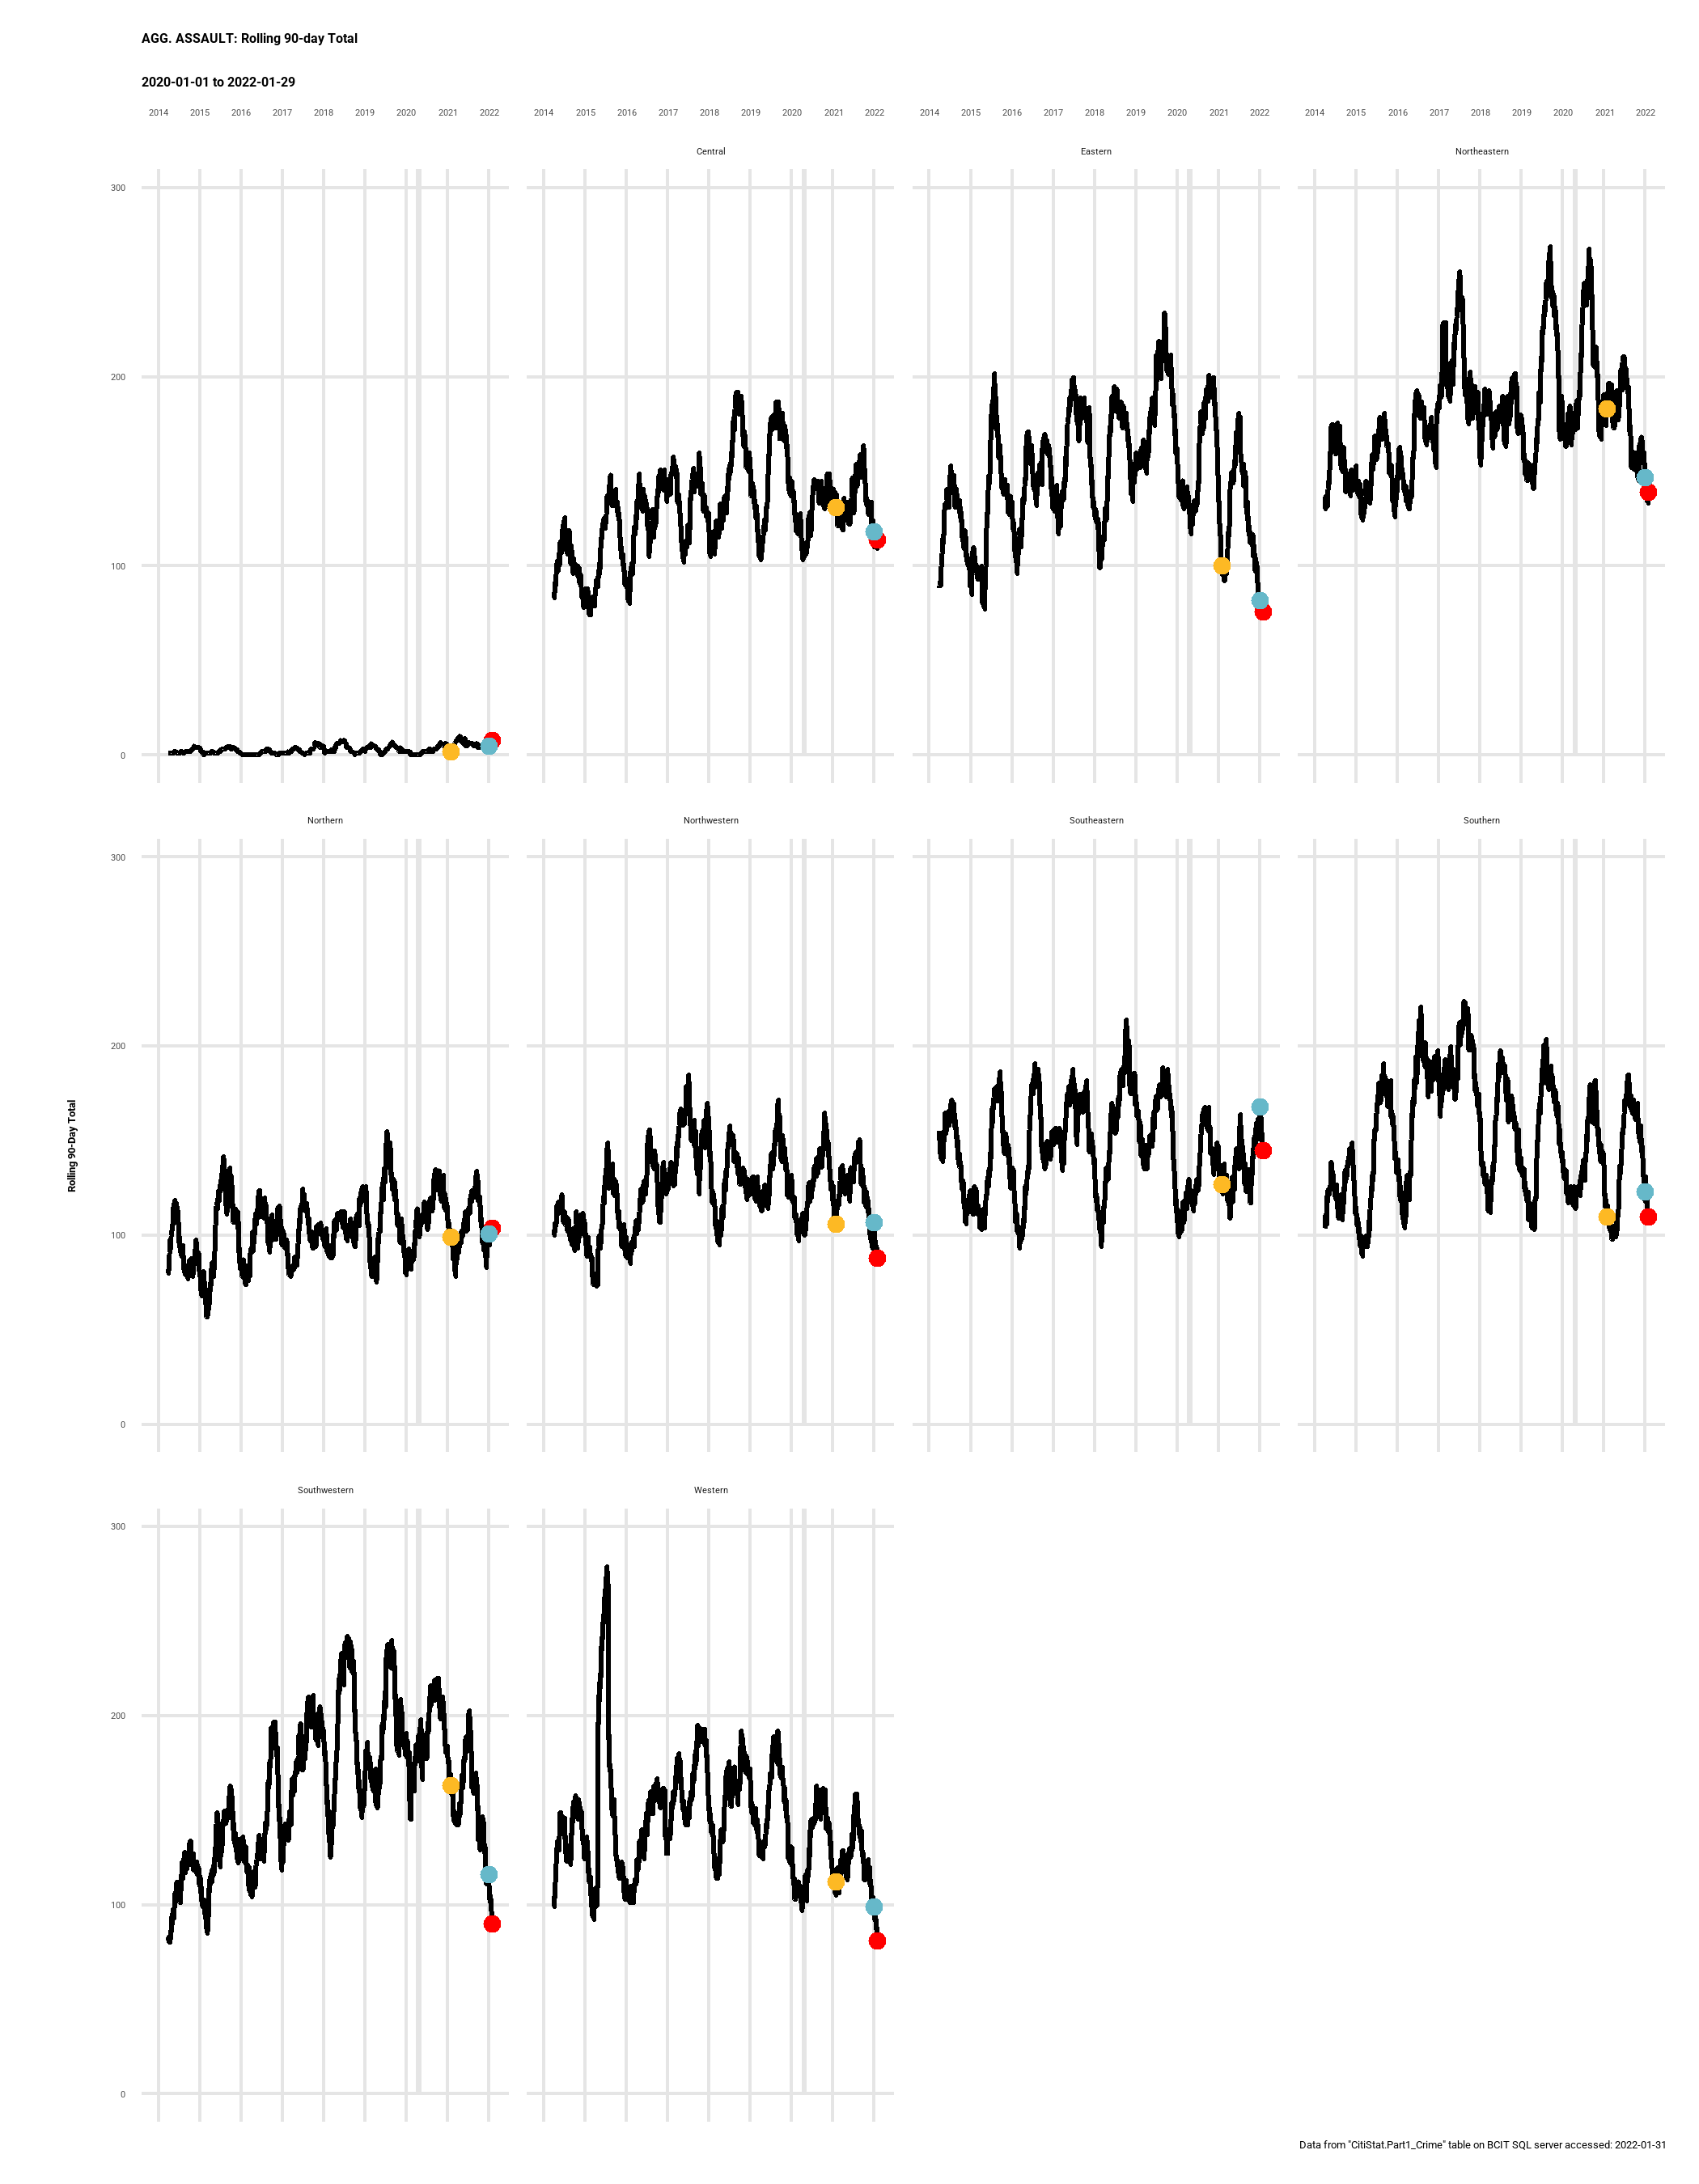 AGG. ASSAULT: Rolling 90-day Total
2020-01-01 to 2022-01-29
2014 2015 2016 2017 2018 2019 2020 2021 2022 2014 2015 2016 2017 2018 2019 2020 2021 2022 2014 2015 2016 2017 2018 2019 2020 2021 2022 2014 2015 2016 2017 2018 2019 2020 2021 2022
Central Eastern Northeastern
300
200
100
0
Northern Northwestern Southeastern Southern
300
200
100
0
Rolling 90-Day Total
Southwestern Western
300
200
100
0
Data from "CitiStat.Part1_Crime" table on BCIT SQL server accessed: 2022-01-31